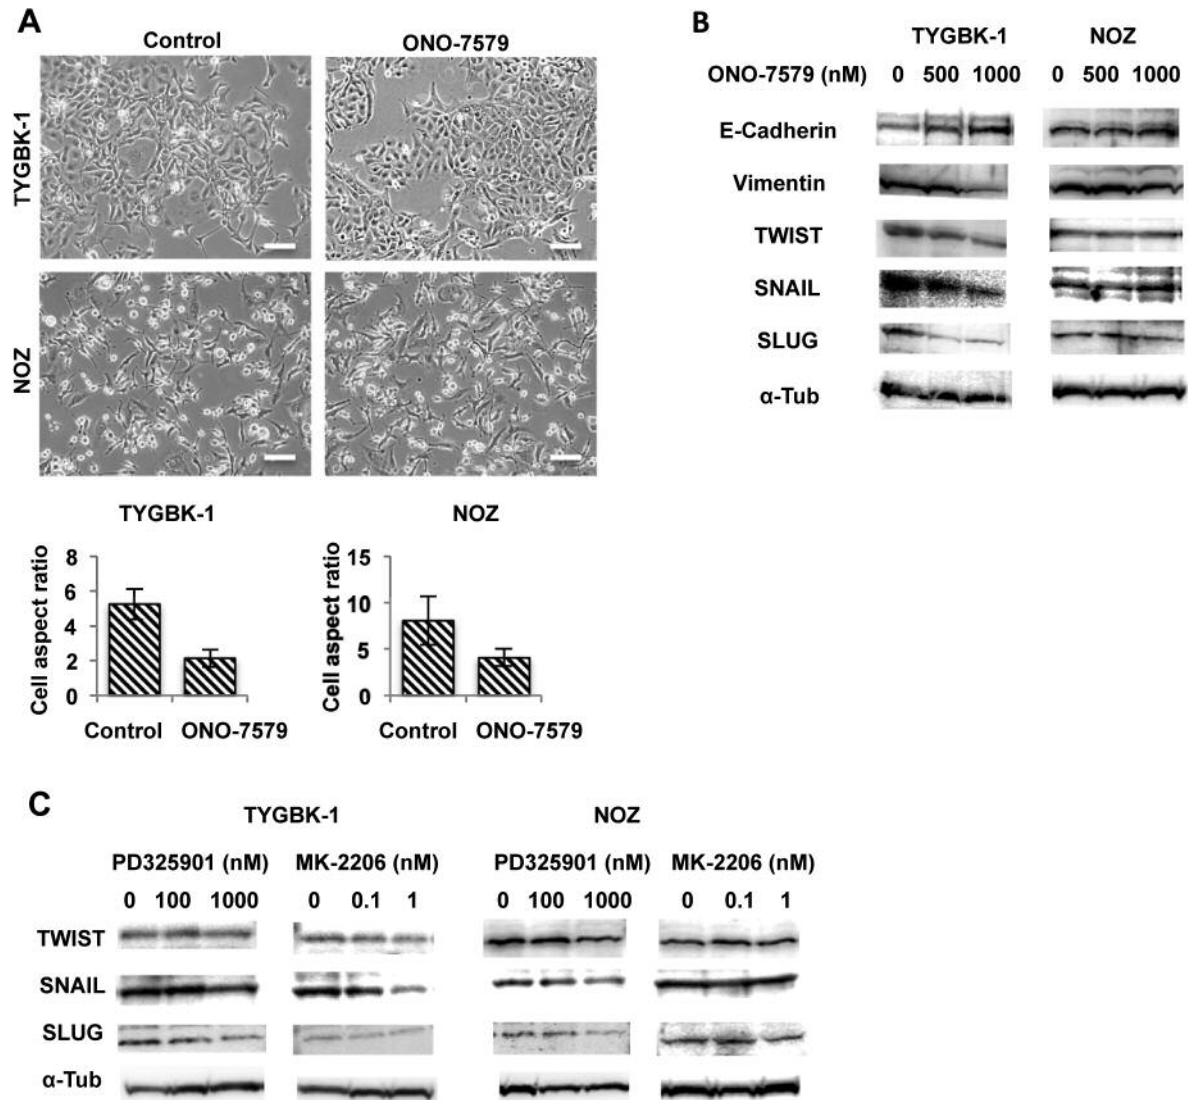 A
Control ONO-7579
TYGBK-1
NOZ
TYGBK-1 NOZ
Cell aspect ratio
8
6
4
2
0
Control ONO-7579
Cell aspect ratio
15
10
5
0
Control ONO-7579
B
TYGBK-1 NOZ
ONO-7579 (nM) 0 500 1000 0 500 1000
E-Cadherin
Vimentin
TWIST
SNAIL
SLUG
α-Tub
C
TYGBK-1 NOZ
PD325901 (nM) MK-2206 (nM) PD325901 (nM) MK-2206 (nM)
0 100 1000 0 0.1 1 0 100 1000 0 0.1 1
TWIST
SNAIL
SLUG
α-Tub